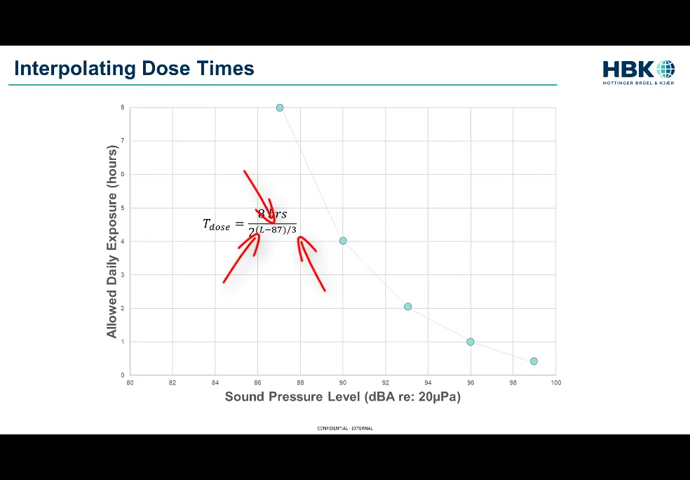 Interpolating Dose Times
HBK
HOTTINGER BRÜEL & KJÆR
Allowed Daily Exposure (hours)
8
7
6
5
4
3
2
1
0
T_dose = 8 hrs / 2^(L−87)/3
80 82 84 86 88 90 92 94 96 98 100
Sound Pressure Level (dBA re: 20µPa)
CONFIDENTIAL - EXTERNAL